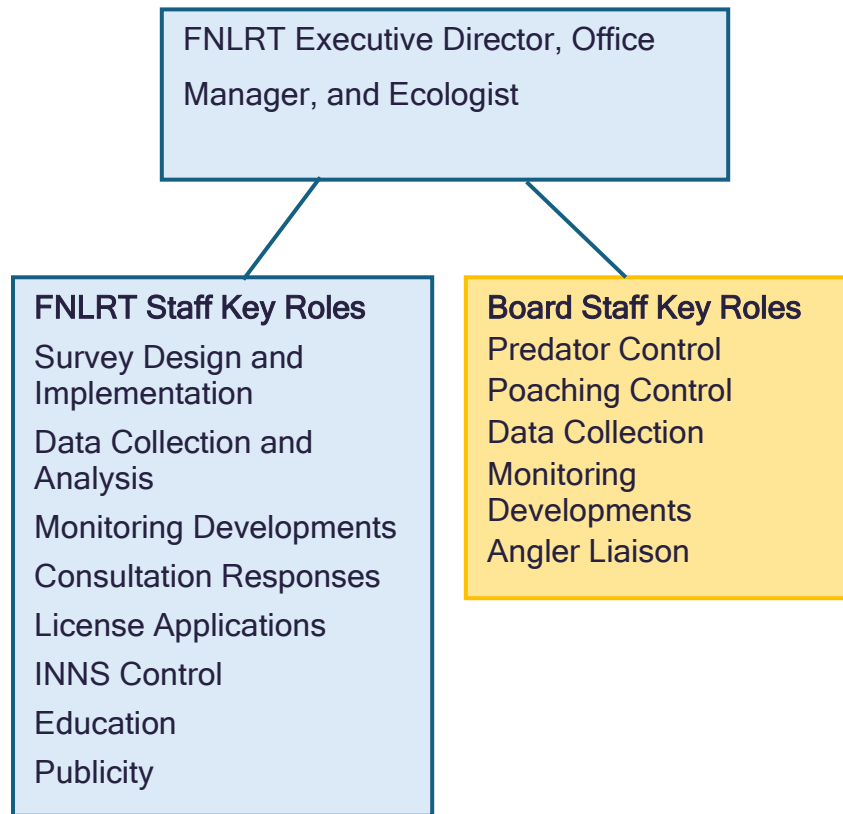 FNLRT Executive Director, Office
Manager, and Ecologist
FNLRT Staff Key Roles
Survey Design and
Implementation
Data Collection and
Analysis
Monitoring Developments
Consultation Responses
License Applications
INNS Control
Education
Publicity
Board Staff Key Roles
Predator Control
Poaching Control
Data Collection
Monitoring
Developments
Angler Liaison